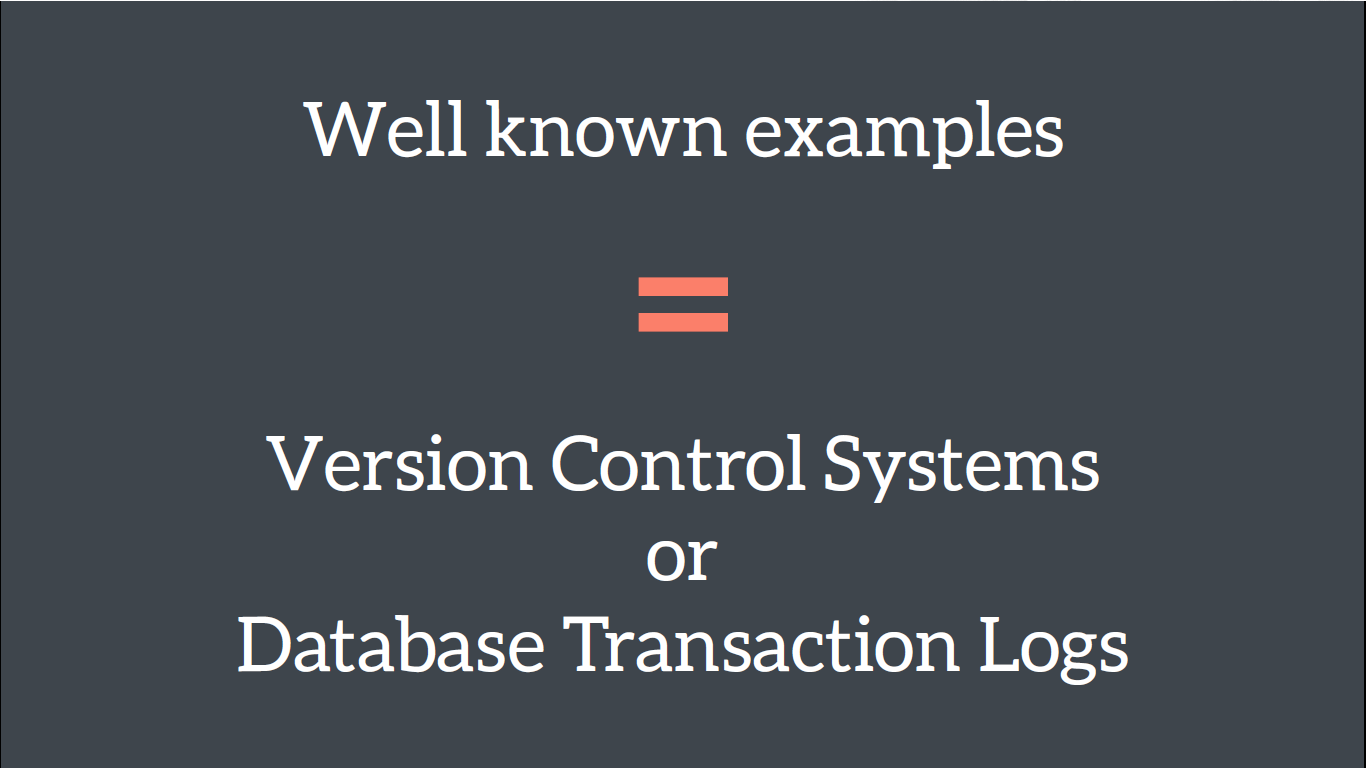 Well known examples
=
Version Control Systems
or
Database Transaction Logs